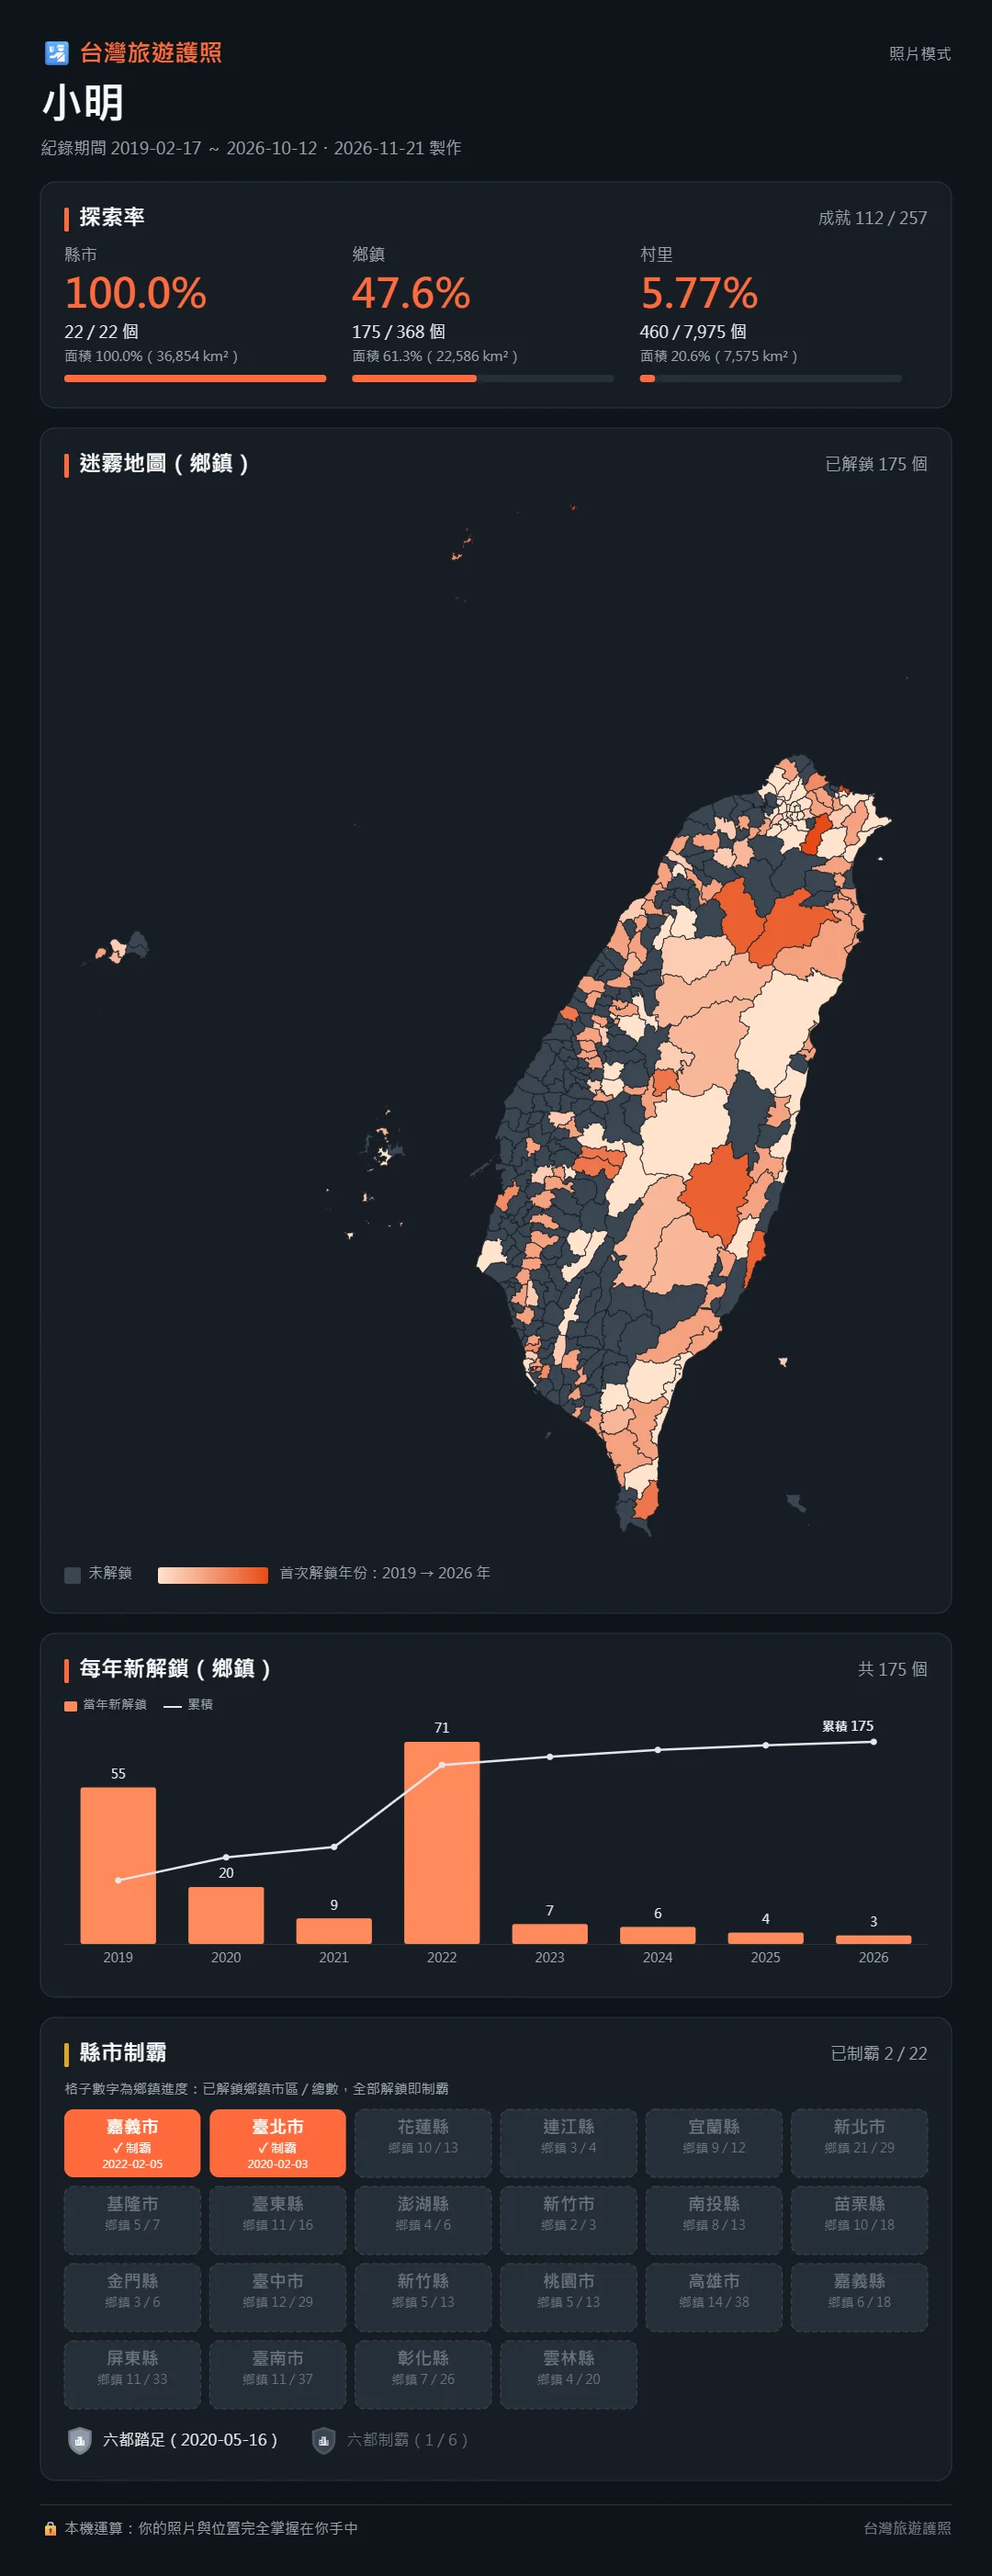 台灣旅遊護照
照片模式
小明
紀錄期間 2019-02-17 ~ 2026-10-12 · 2026-11-21 製作
探索率
成就 112 / 257
縣市
鄉鎮
村里
100.0%
47.6%
5.77%
22 / 22 個
175 / 368 個
460 / 7,975 個
面積 100.0%（36,854 km²）
面積 61.3%（22,586 km²）
面積 20.6%（7,575 km²）
迷霧地圖（鄉鎮）
已解鎖 175 個
未解鎖
首次解鎖年份：2019 → 2026 年
每年新解鎖（鄉鎮）
共 175 個
當年新解鎖
累積
累積 175
55
20
9
71
7
6
4
3
2019
2020
2021
2022
2023
2024
2025
2026
縣市制霸
已制霸 2 / 22
格子數字為鄉鎮進度：已解鎖鄉鎮市區 / 總數，全部解鎖即制霸
嘉義市
✓ 制霸
2022-02-05
臺北市
✓ 制霸
2020-02-03
花蓮縣
鄉鎮 10 / 13
連江縣
鄉鎮 3 / 4
宜蘭縣
鄉鎮 9 / 12
新北市
鄉鎮 21 / 29
基隆市
鄉鎮 5 / 7
臺東縣
鄉鎮 11 / 16
澎湖縣
鄉鎮 4 / 6
新竹市
鄉鎮 2 / 3
南投縣
鄉鎮 8 / 13
苗栗縣
鄉鎮 10 / 18
金門縣
鄉鎮 3 / 6
臺中市
鄉鎮 12 / 29
新竹縣
鄉鎮 5 / 13
桃園市
鄉鎮 5 / 13
高雄市
鄉鎮 14 / 38
嘉義縣
鄉鎮 6 / 18
屏東縣
鄉鎮 11 / 33
臺南市
鄉鎮 11 / 37
彰化縣
鄉鎮 7 / 26
雲林縣
鄉鎮 4 / 20
六都踏足（2020-05-16）
六都制霸（1 / 6）
本機運算：你的照片與位置完全掌握在你手中
台灣旅遊護照